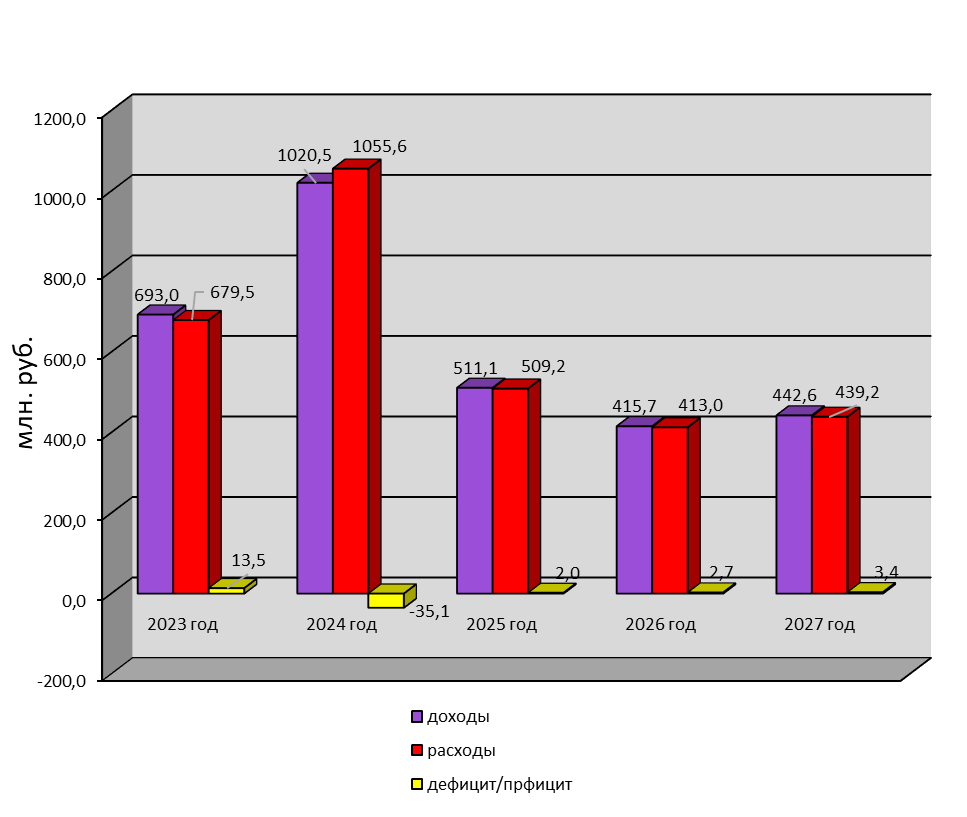 млн. руб.
1200,0
1000,0
800,0
600,0
400,0
200,0
0,0
-200,0
693,0
679,5
13,5
1020,5
1055,6
-35,1
511,1
509,2
2,0
415,7
413,0
2,7
442,6
439,2
3,4
2023 год
2024 год
2025 год
2026 год
2027 год
доходы
расходы
дефицит/прфицит